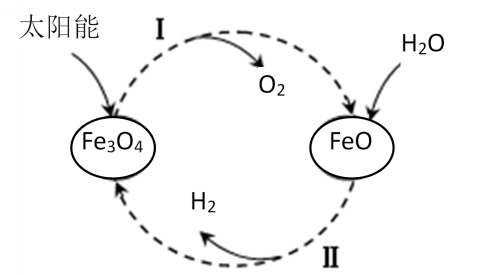 太阳能
I
H₂O
O₂
Fe₃O₄
FeO
H₂
II